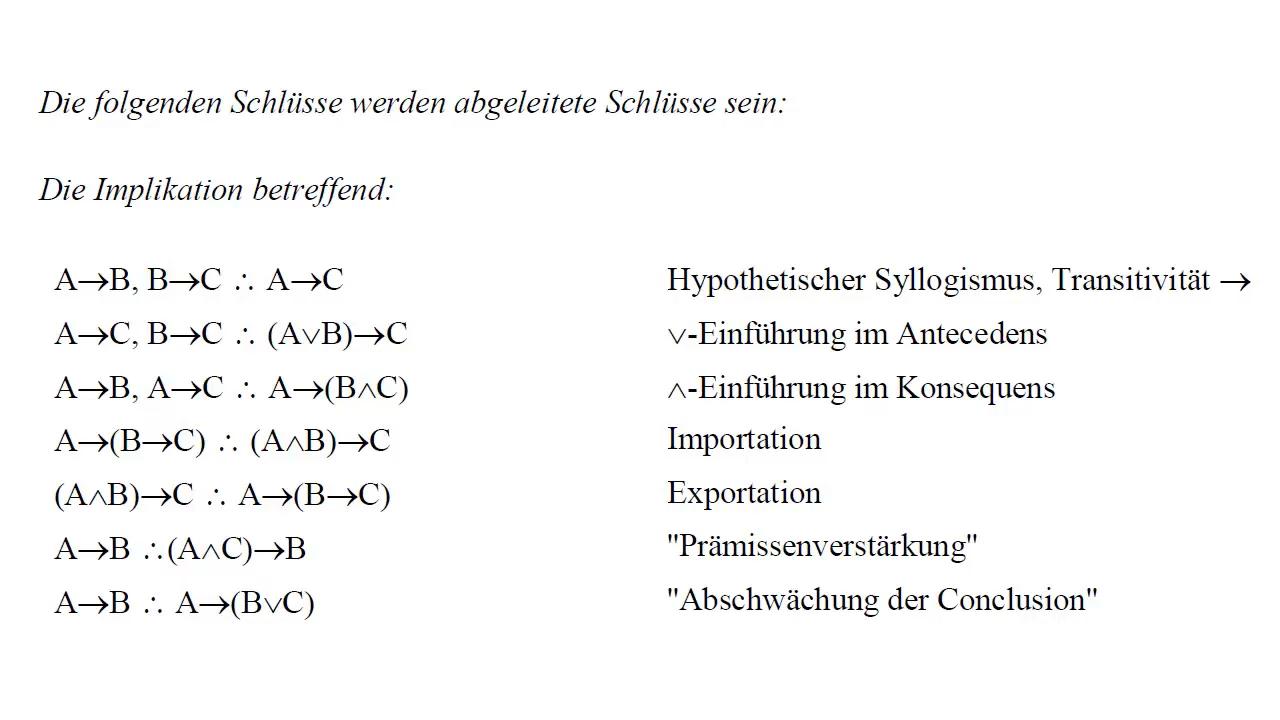 Die folgenden Schlüsse werden abgeleitete Schlüsse sein:
Die Implikation betreffend:
A→B, B→C ∴ A→C Hypothetischer Syllogismus, Transitivität →
A→C, B→C ∴ (A∨B)→C ∨-Einführung im Antecedens
A→B, A→C ∴ A→(B∧C) ∧-Einführung im Konsequens
A→(B→C) ∴ (A∧B)→C Importation
(A∧B)→C ∴ A→(B→C) Exportation
A→B ∴(A∧C)→B "Prämissenverstärkung"
A→B ∴ A→(B∨C) "Abschwächung der Conclusion"